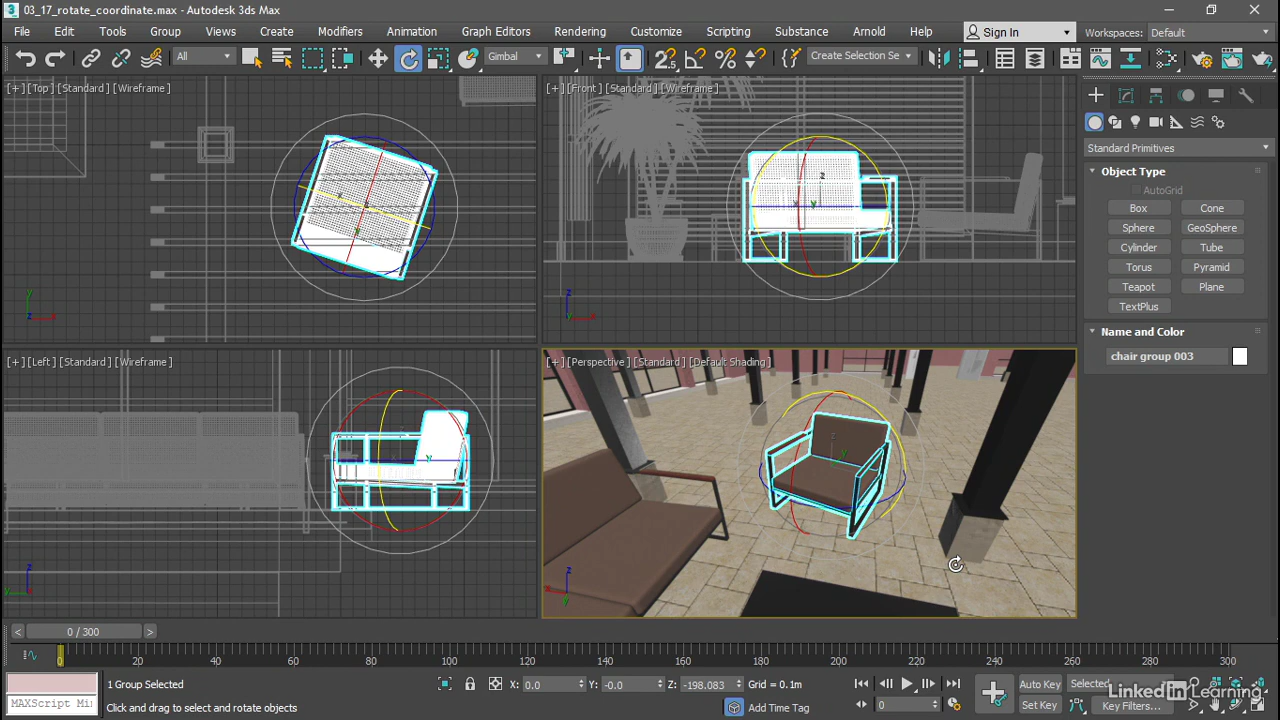 03_17_rotate_coordinate.max - Autodesk 3ds Max
File Edit Tools Group Views Create Modifiers Animation Graph Editors Rendering Customize Scripting Substance Arnold Help Sign In Workspaces: Default
All Gimbal Create Selection Se
[+] [Top] [Standard] [Wireframe]
[+] [Front] [Standard] [Wireframe]
Standard Primitives
Object Type
AutoGrid
Box Cone
Sphere GeoSphere
Cylinder Tube
Torus Pyramid
Teapot Plane
TextPlus
Name and Color
chair group 003
[+] [Left] [Standard] [Wireframe]
[+] [Perspective] [Standard] [Default Shading]
0 / 300
0 20 40 60 80 100 120 140 160 180 200 220 240 260 280 300
1 Group Selected X: 0.0 Y: -0.0 Z: -198.083 Grid = 0.1m Auto Key Selected
MAXScript Mi Click and drag to select and rotate objects Add Time Tag 0 Set Key Key Filters...
LinkedIn Learning